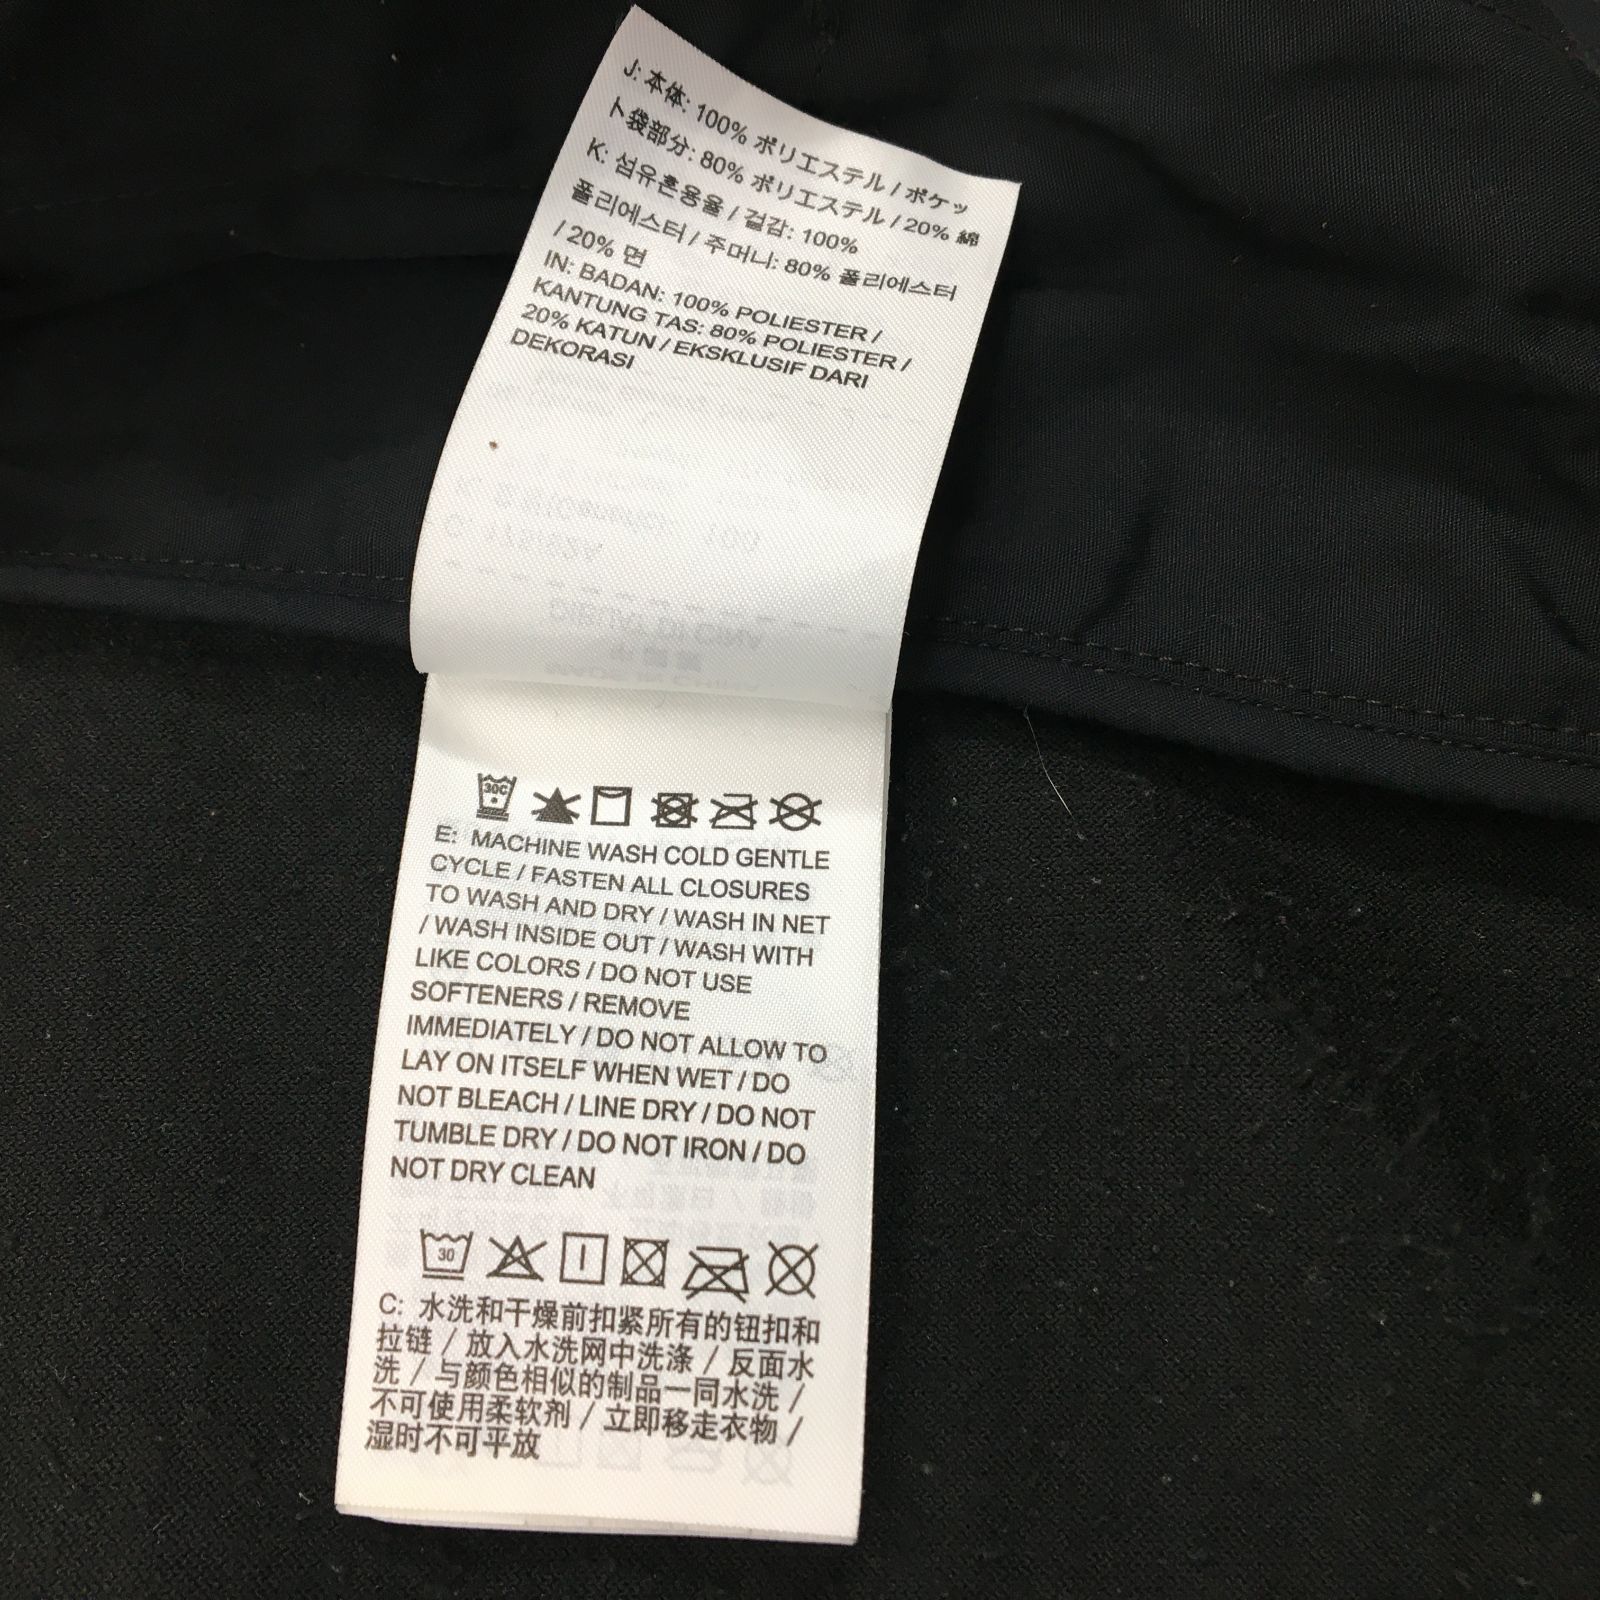 J: 本体: 100% ポリエステル / ポケッ
ト袋部分: 80% ポリエステル / 20% 綿
K: 섬유혼용율 / 겉감: 100%
폴리에스터 / 주머니: 80% 폴리에스터
/ 20% 면
IN: BADAN: 100% POLIESTER /
KANTUNG TAS: 80% POLIESTER /
20% KATUN / EKSKLUSIF DARI
DEKORASI
30C
E: MACHINE WASH COLD GENTLE
CYCLE / FASTEN ALL CLOSURES
TO WASH AND DRY / WASH IN NET
/ WASH INSIDE OUT / WASH WITH
LIKE COLORS / DO NOT USE
SOFTENERS / REMOVE
IMMEDIATELY / DO NOT ALLOW TO
LAY ON ITSELF WHEN WET / DO
NOT BLEACH / LINE DRY / DO NOT
TUMBLE DRY / DO NOT IRON / DO
NOT DRY CLEAN
30
C: 水洗和干燥前扣紧所有的钮扣和
拉链 / 放入水洗网中洗涤 / 反面水
洗 / 与颜色相似的制品一同水洗 /
不可使用柔软剂 / 立即移走衣物 /
湿时不可平放